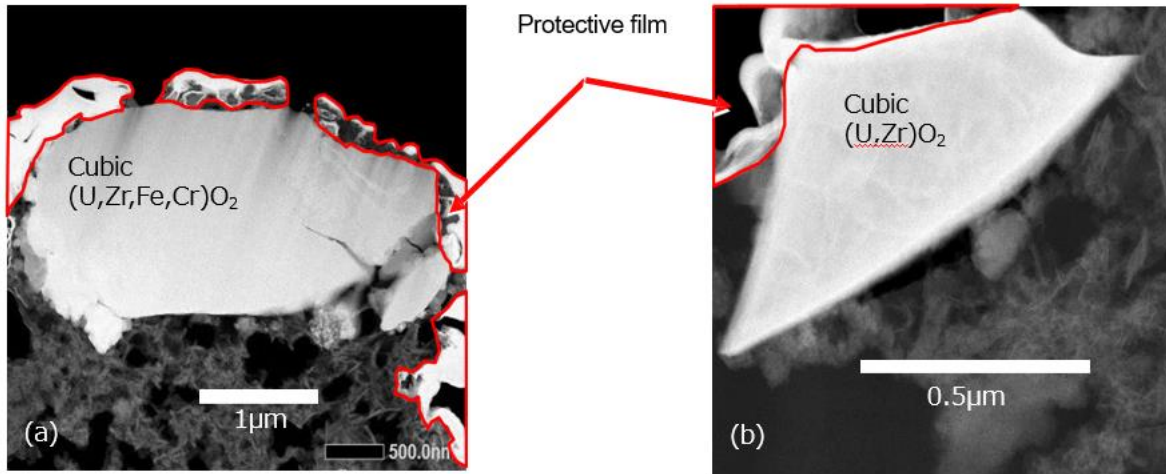 Protective film
Cubic
(U,Zr,Fe,Cr)O₂
1μm
500.0nm
(a)
Cubic
(U,Zr)O₂
0.5μm
(b)